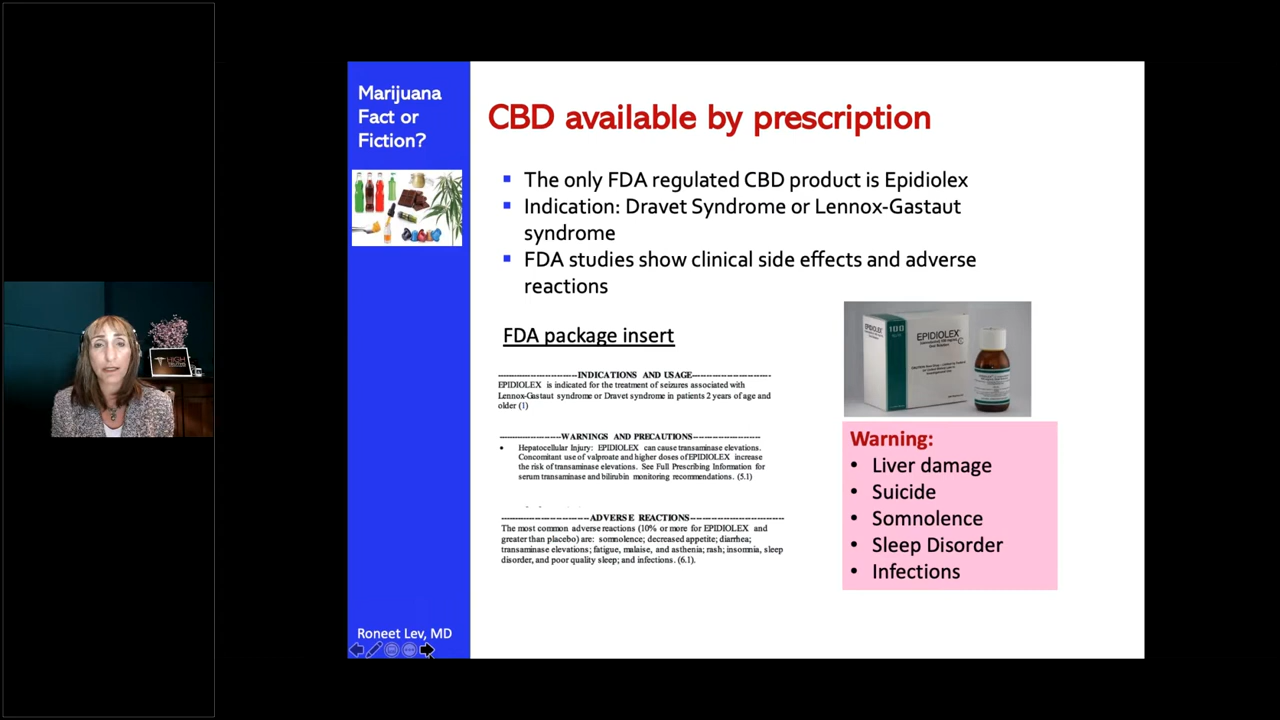 Marijuana
Fact or
Fiction?
CBD available by prescription
▪ The only FDA regulated CBD product is Epidiolex
▪ Indication: Dravet Syndrome or Lennox-Gastaut
syndrome
▪ FDA studies show clinical side effects and adverse
reactions
FDA package insert
--------------------------INDICATIONS AND USAGE--------------------------
EPIDIOLEX is indicated for the treatment of seizures associated with
Lennox-Gastaut syndrome or Dravet syndrome in patients 2 years of age and
older (1)
---------------------WARNINGS AND PRECAUTIONS---------------------
• Hepatocellular Injury: EPIDIOLEX can cause transaminase elevations.
Concomitant use of valproate and higher doses of EPIDIOLEX increase
the risk of transaminase elevations. See Full Prescribing Information for
serum transaminase and bilirubin monitoring recommendations. (5.1)
------------------------------ADVERSE REACTIONS------------------------------
The most common adverse reactions (10% or more for EPIDIOLEX and
greater than placebo) are: somnolence; decreased appetite; diarrhea;
transaminase elevations; fatigue, malaise, and asthenia; rash; insomnia, sleep
disorder, and poor quality sleep; and infections. (6.1).
EPIDIOLEX
100
EPIDIOLEX
Warning:
• Liver damage
• Suicide
• Somnolence
• Sleep Disorder
• Infections
HIGH
Roneet Lev, MD